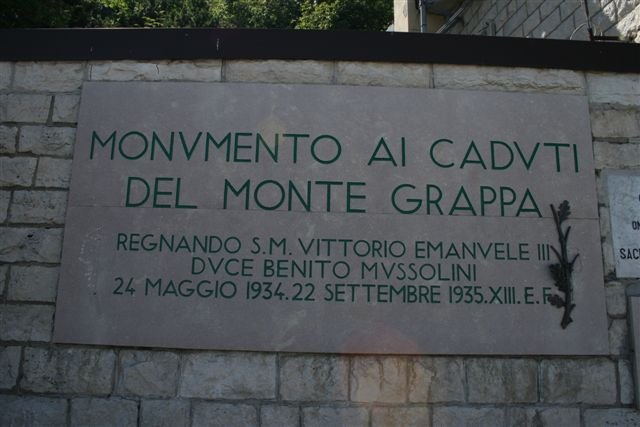 MONVMENTO AI CADVTI
DEL MONTE GRAPPA
REGNANDO S.M. VITTORIO EMANVELE III
DVCE BENITO MVSSOLINI
24 MAGGIO 1934.22 SETTEMBRE 1935.XIII.E.F.